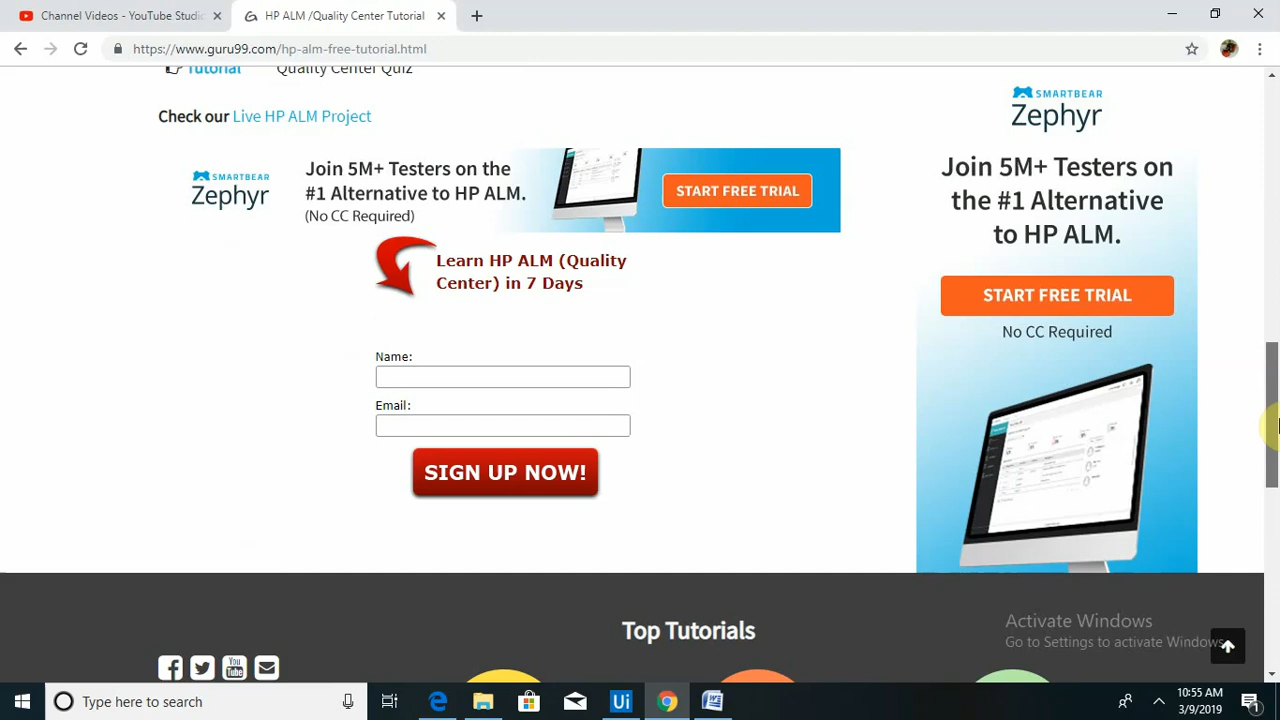 Channel Videos - YouTube Studio
HP ALM /Quality Center Tutorial
https://www.guru99.com/hp-alm-free-tutorial.html
Tutorial
Quality Center Quiz
Check our Live HP ALM Project
SMARTBEAR
Zephyr
Join 5M+ Testers on the
#1 Alternative to HP ALM.
(No CC Required)
START FREE TRIAL
SMARTBEAR
Zephyr
Join 5M+ Testers on
the #1 Alternative
to HP ALM.
START FREE TRIAL
No CC Required
Learn HP ALM (Quality
Center) in 7 Days
Name:
Email:
SIGN UP NOW!
Top Tutorials
You
Tube
Activate Windows
Go to Settings to activate Windows.
Type here to search
Ui
10:55 AM
3/9/2019
1